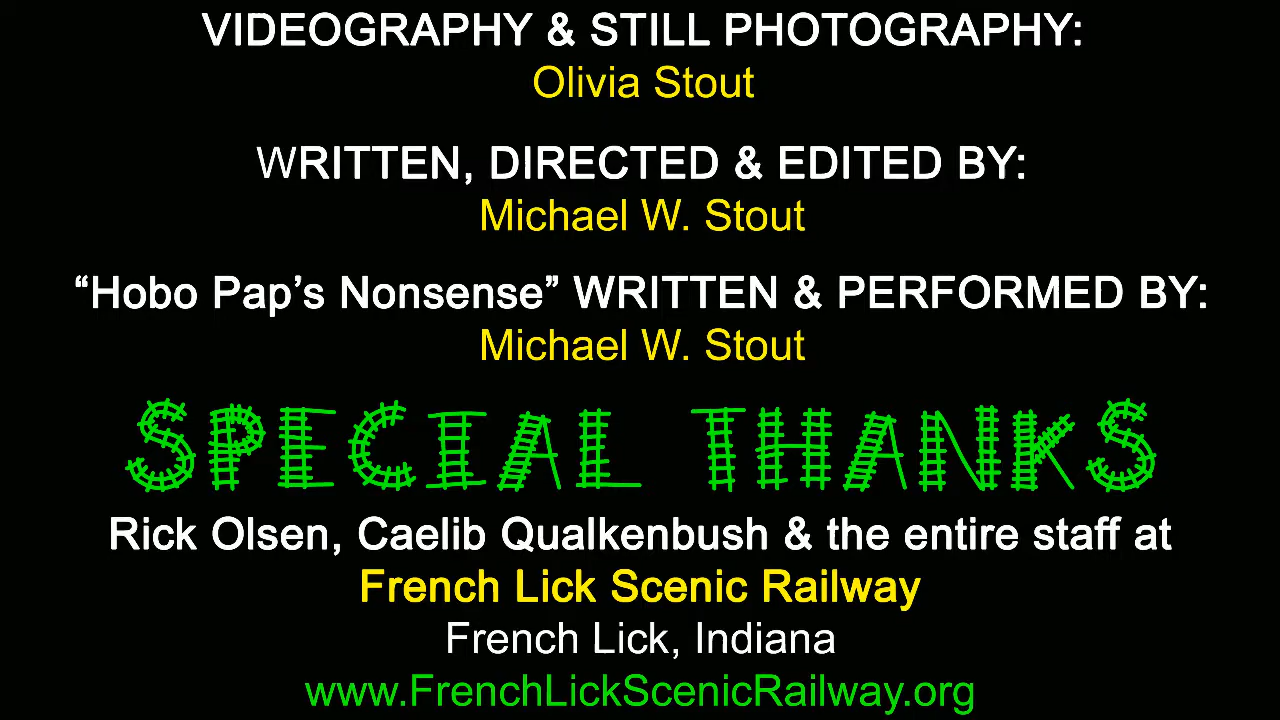 VIDEOGRAPHY & STILL PHOTOGRAPHY:
Olivia Stout
WRITTEN, DIRECTED & EDITED BY:
Michael W. Stout
“Hobo Pap’s Nonsense” WRITTEN & PERFORMED BY:
Michael W. Stout
SPECIAL THANKS
Rick Olsen, Caelib Qualkenbush & the entire staff at
French Lick Scenic Railway
French Lick, Indiana
www.FrenchLickScenicRailway.org